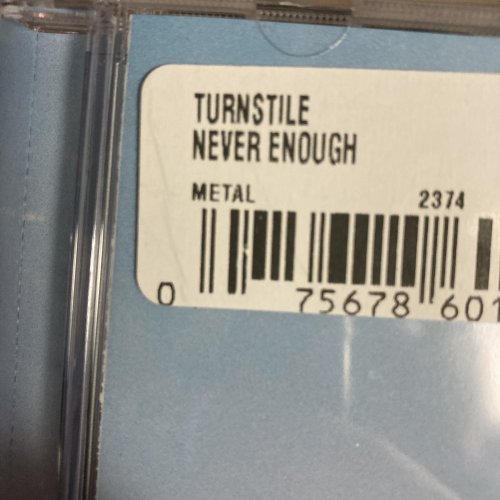 TURNSTILE
NEVER ENOUGH
METAL 2374
0 75678 601